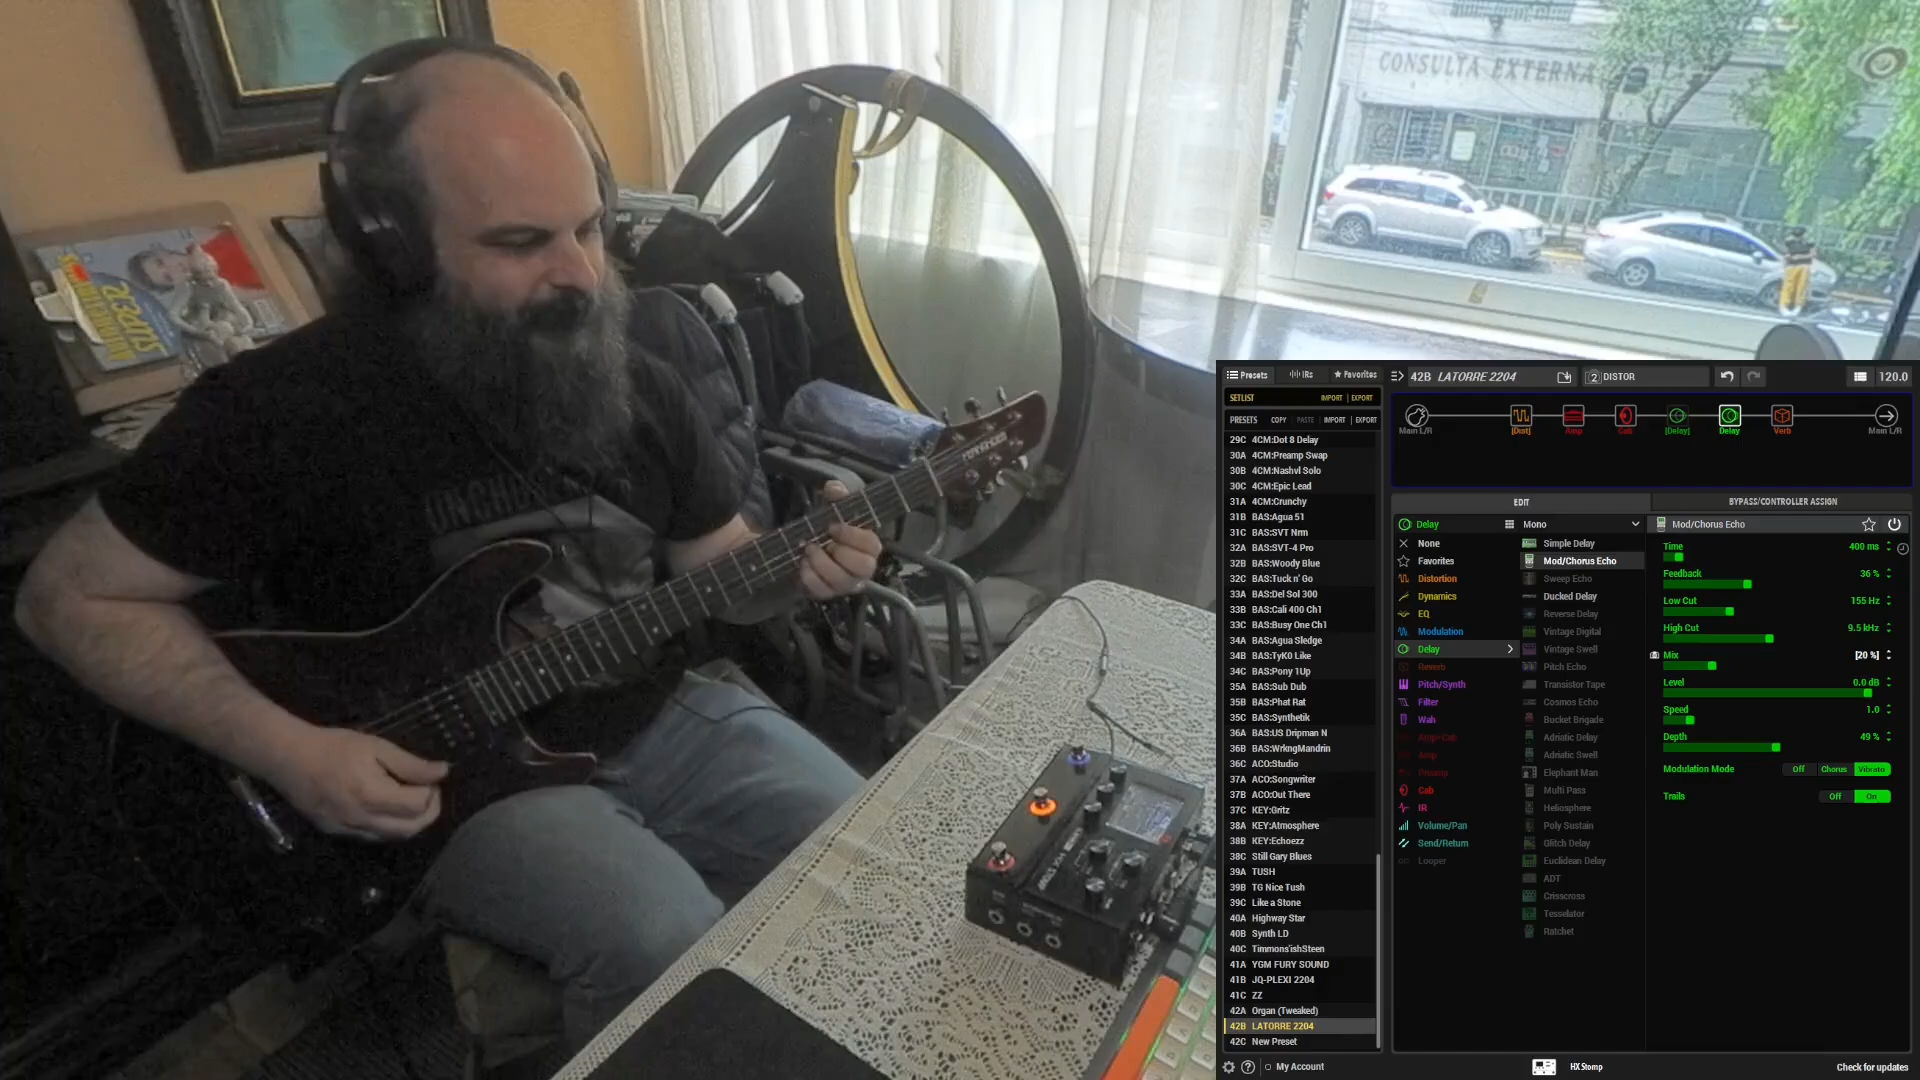 CONSULTA EXTERNA
Presets
IRs
Favorites
42B LATORRE 2204
2 DISTOR
120.0
SETLIST IMPORT | EXPORT
PRESETS COPY PASTE IMPORT EXPORT
29C 4CM:Dot 8 Delay
30A 4CM:Preamp Swap
30B 4CM:Nashvl Solo
30C 4CM:Epic Lead
31A 4CM:Crunchy
31B BAS:Agua 51
31C BAS:SVT Nrm
32A BAS:SVT-4 Pro
32B BAS:Woody Blue
32C BAS:Tuck n' Go
33A BAS:Del Sol 300
33B BAS:Cali 400 Ch1
33C BAS:Busy One Ch1
34A BAS:Agua Sledge
34B BAS:TyK0 Like
34C BAS:Pony 1Up
35A BAS:Sub Dub
35B BAS:Phat Rat
35C BAS:Synthetik
36A BAS:US Dripman N
36B BAS:WrkngMandrin
36C ACO:Studio
37A ACO:Songwriter
37B ACO:Out There
37C KEY:Gritz
38A KEY:Atmosphere
38B KEY:Echoezz
38C Still Gary Blues
39A TUSH
39B TG Nice Tush
39C Like a Stone
40A Highway Star
40B Synth LD
40C Timmons'ishSteen
41A YGM FURY SOUND
41B JQ-PLEXI 2204
41C ZZ
42A Organ (Tweaked)
42B LATORRE 2204
42C New Preset
My Account
Main L/R
[Dist]
Amp
Cab
[Delay]
Delay
Verb
Main L/R
EDIT
BYPASS/CONTROLLER ASSIGN
Delay
None
Favorites
Distortion
Dynamics
EQ
Modulation
Delay
Reverb
Pitch/Synth
Filter
Wah
Amp+Cab
Amp
Preamp
Cab
IR
Volume/Pan
Send/Return
Looper
Mono
Simple Delay
Mod/Chorus Echo
Sweep Echo
Ducked Delay
Reverse Delay
Vintage Digital
Vintage Swell
Pitch Echo
Transistor Tape
Cosmos Echo
Bucket Brigade
Adriatic Delay
Adriatic Swell
Elephant Man
Multi Pass
Heliosphere
Poly Sustain
Glitch Delay
Euclidean Delay
ADT
Crisscross
Tesselator
Ratchet
Mod/Chorus Echo
Time 400 ms
Feedback 36 %
Low Cut 155 Hz
High Cut 9.5 kHz
Mix [20 %]
Level 0.0 dB
Speed 1.0
Depth 49 %
Modulation Mode Off Chorus Vibrato
Trails Off On
HX Stomp
Check for updates